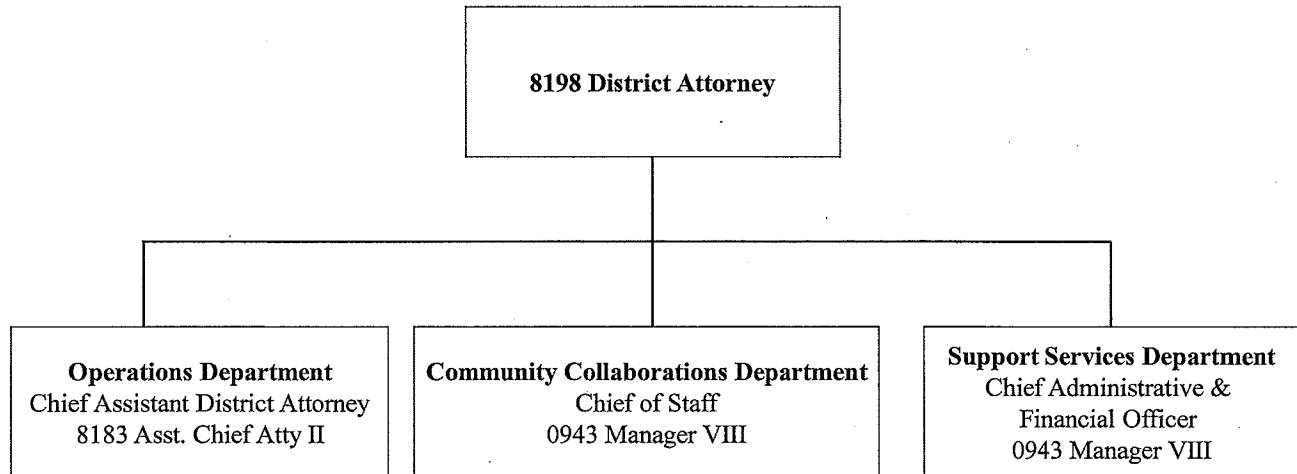 8198 District Attorney
Operations Department
Chief Assistant District Attorney
8183 Asst. Chief Atty II
Community Collaborations Department
Chief of Staff
0943 Manager VIII
Support Services Department
Chief Administrative &
Financial Officer
0943 Manager VIII